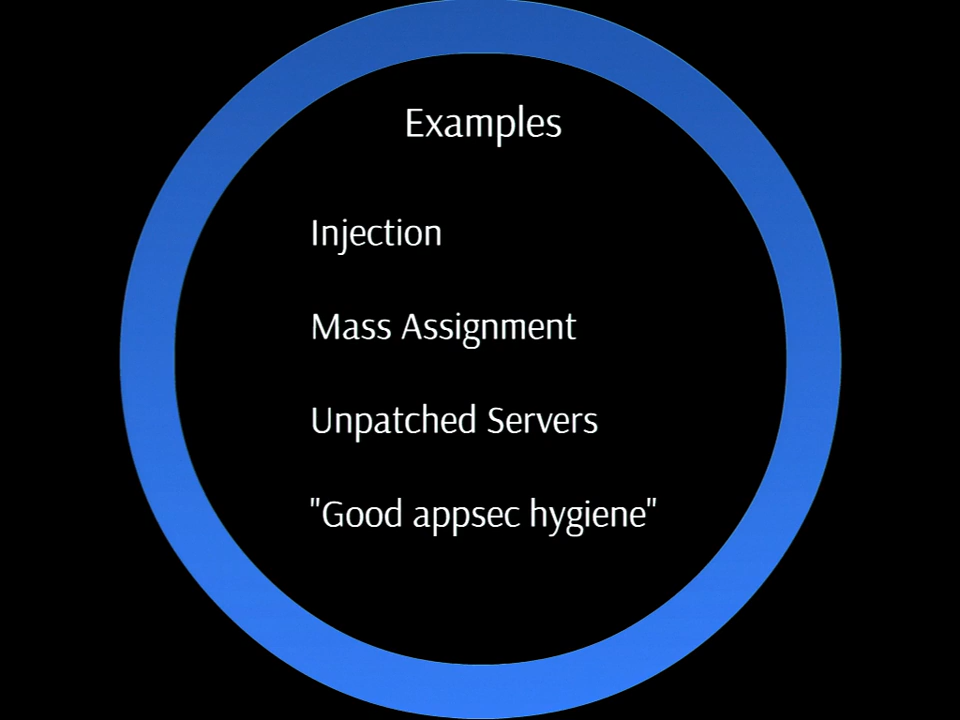 Examples
Injection
Mass Assignment
Unpatched Servers
"Good appsec hygiene"